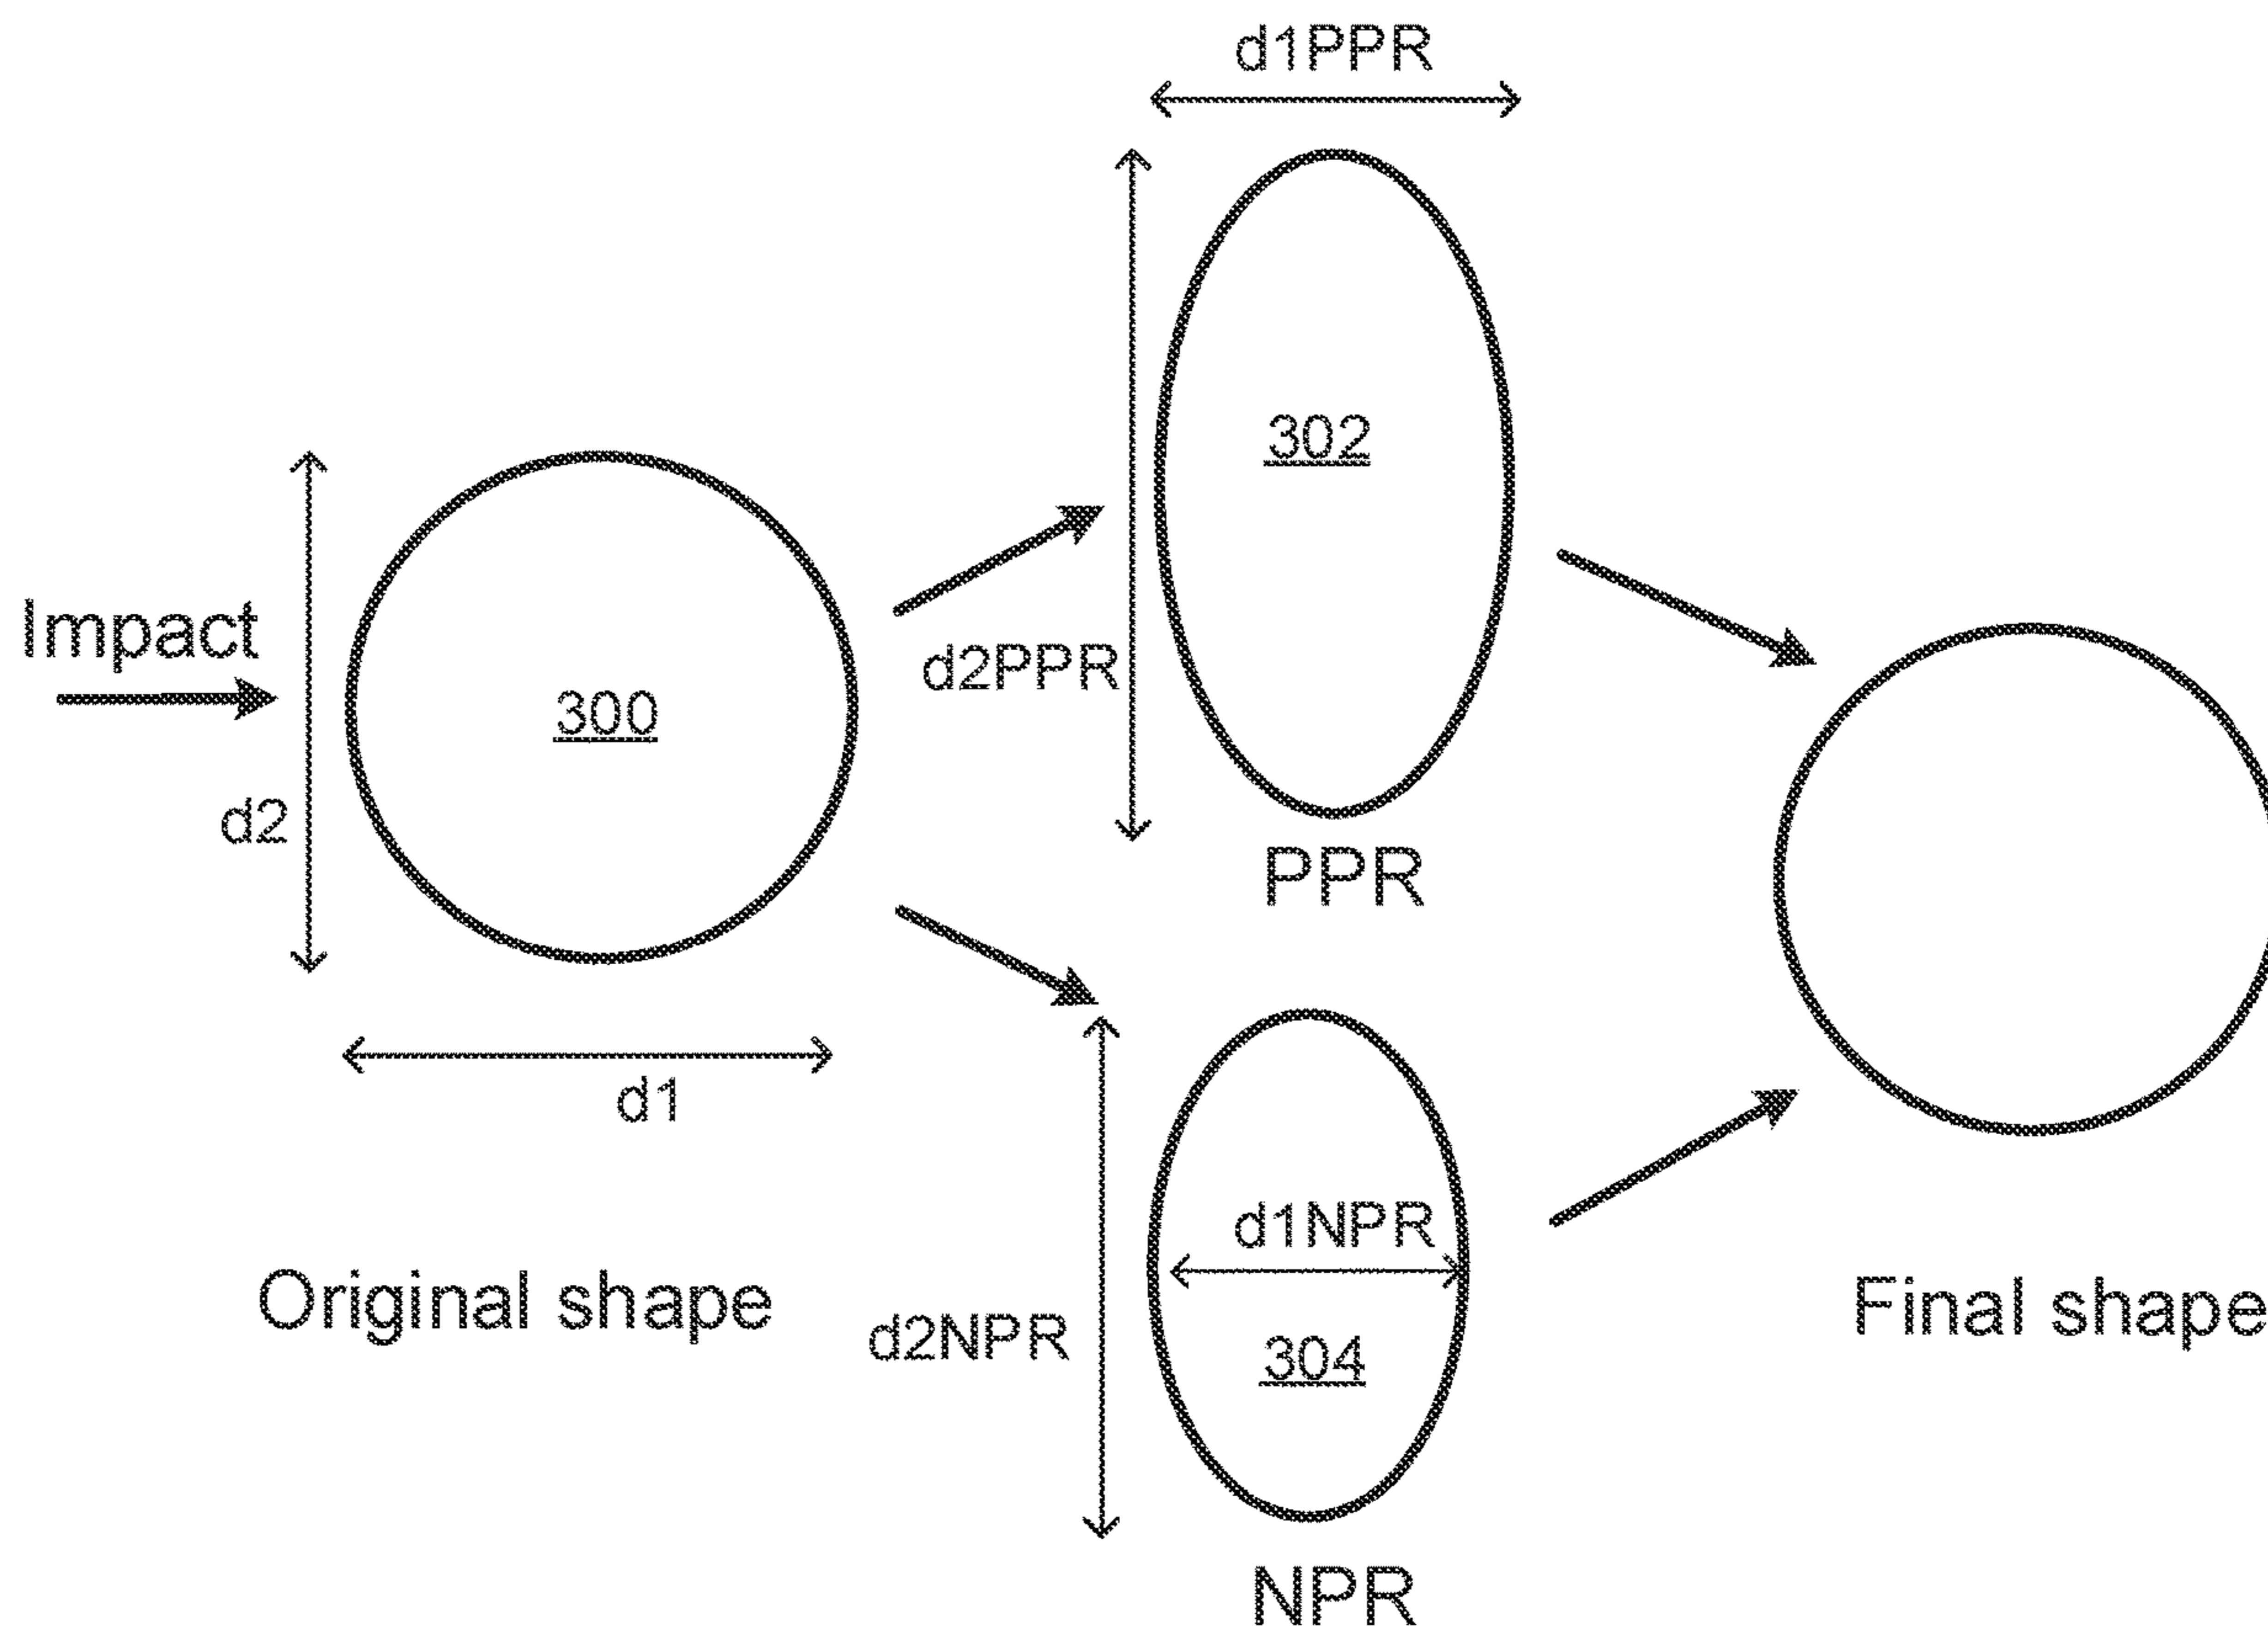 d1PPR
302
Impact
d2PPR
300
d2
PPR
d1
d1NPR
Original shape
Final shape
d2NPR
304
NPR